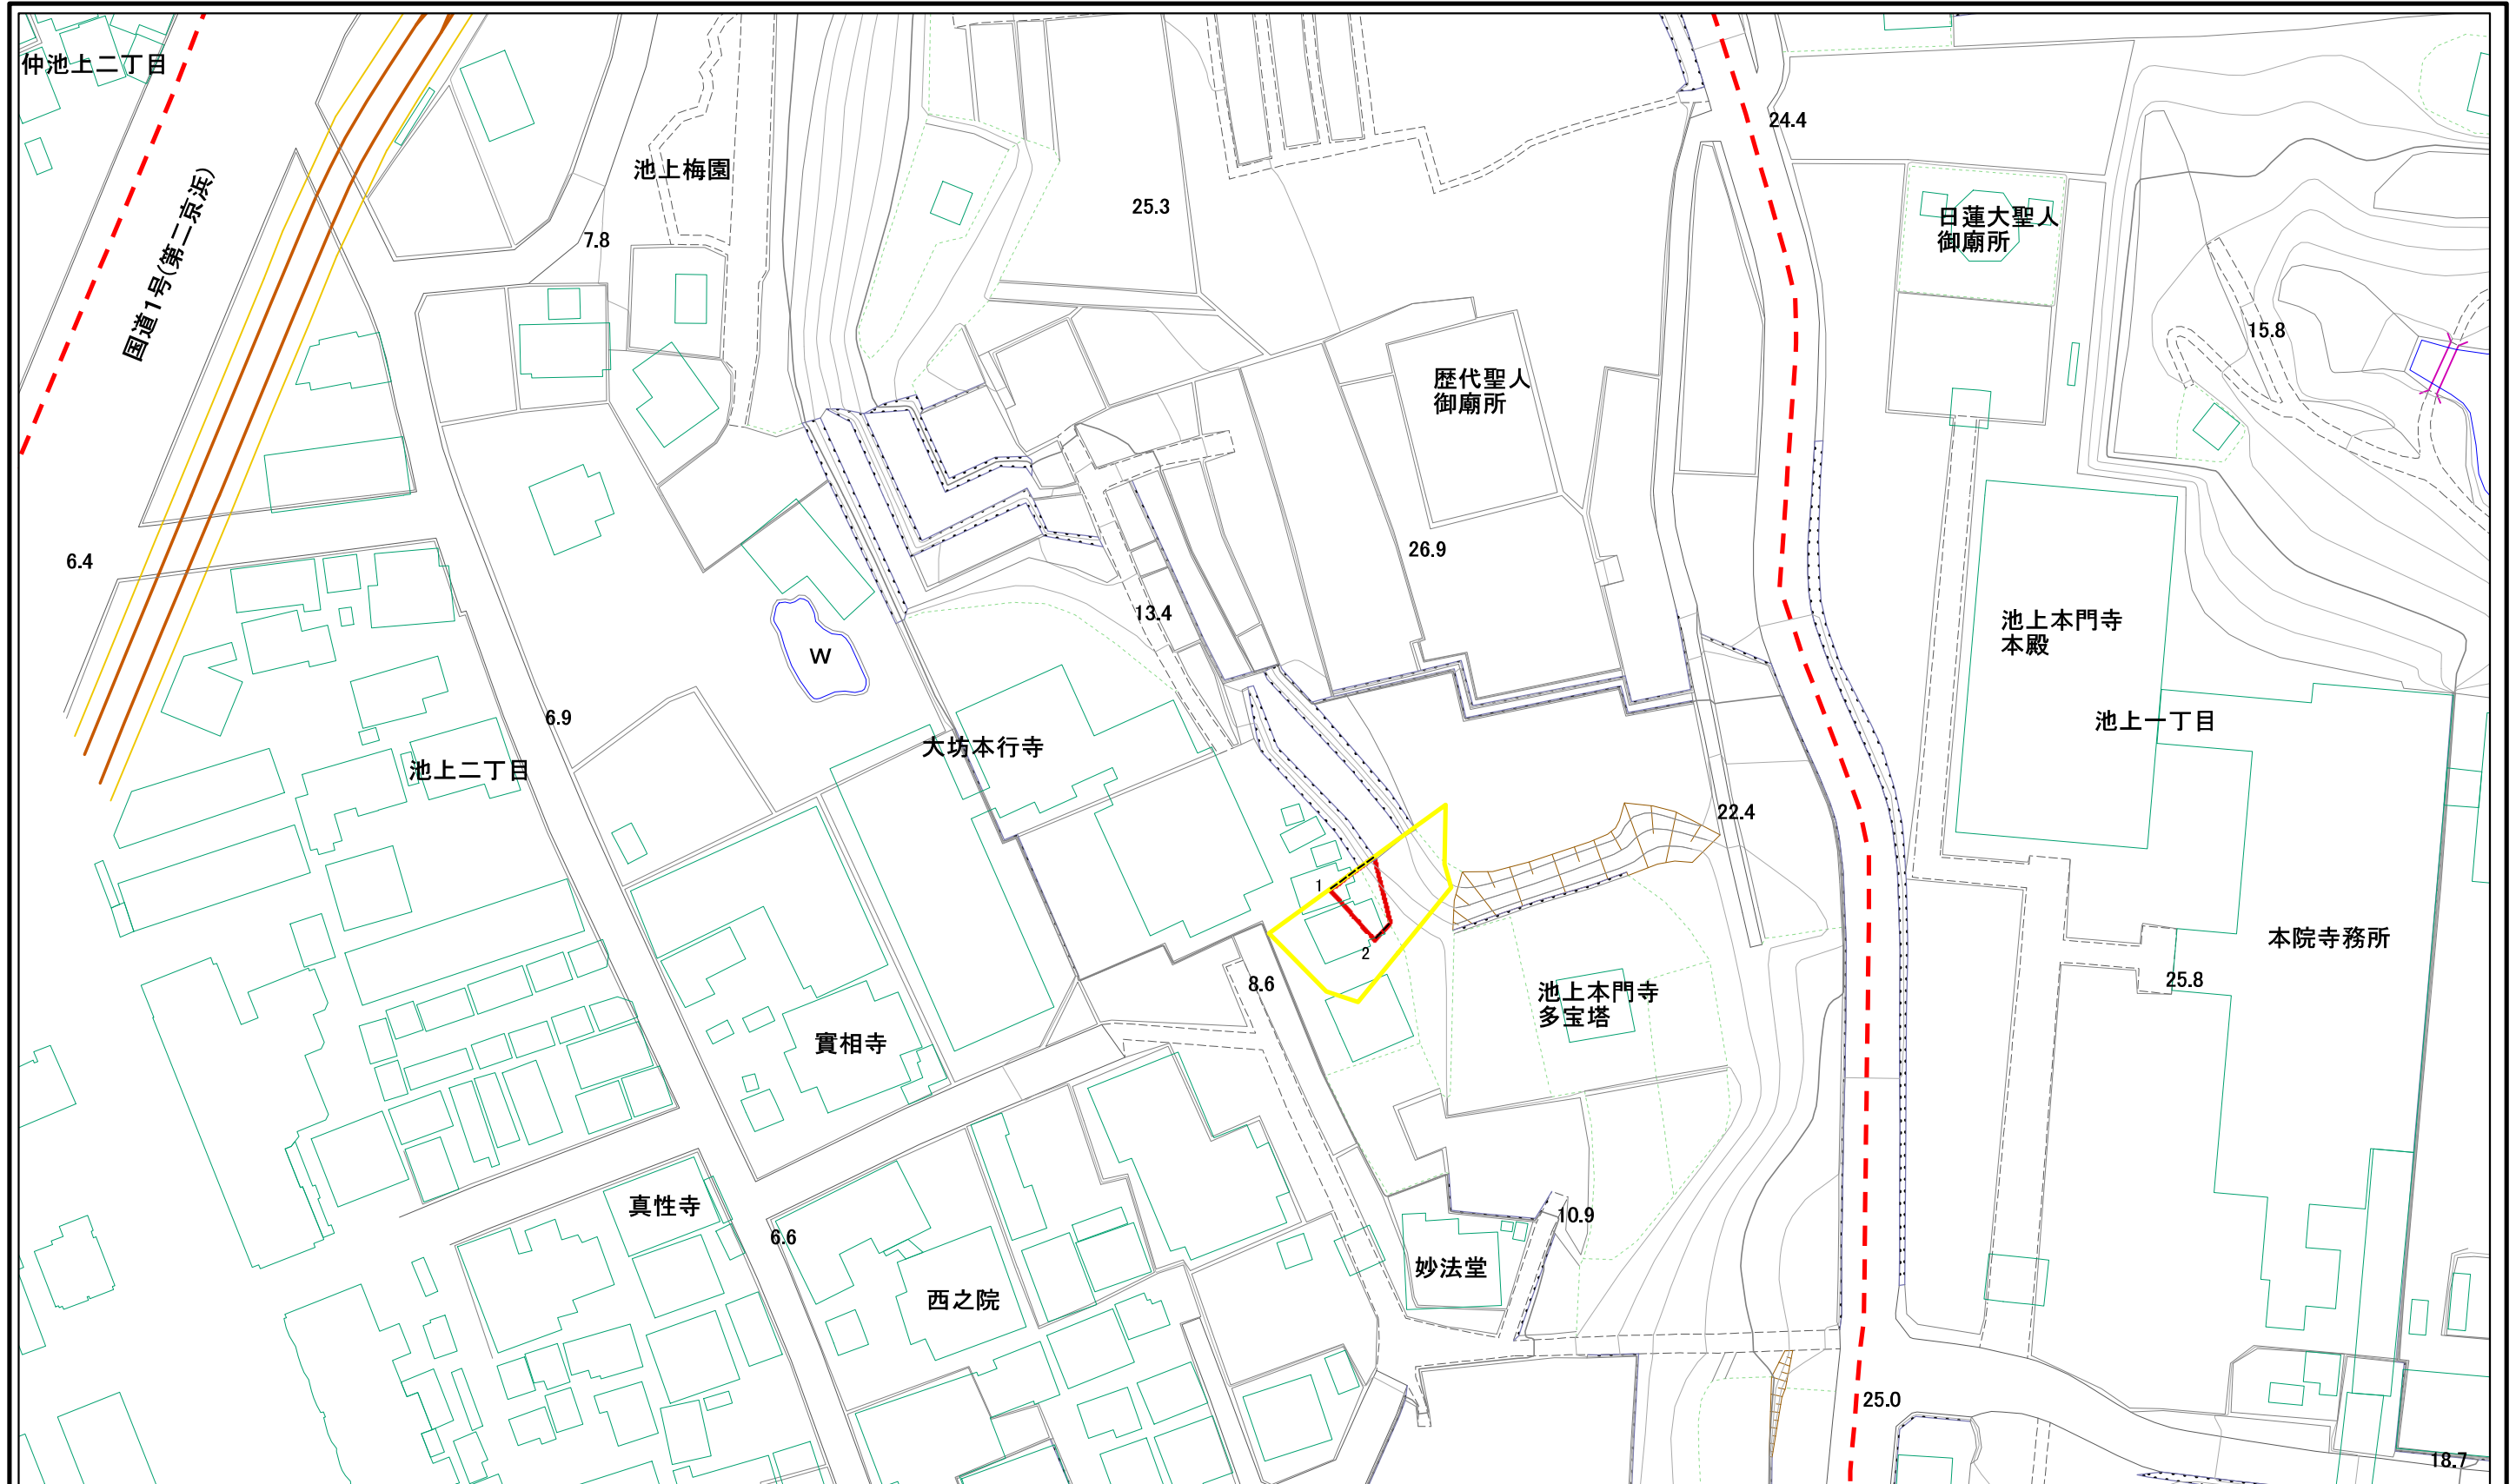 仲池上二丁目
国道1号(第二京浜)
池上梅園
7.8
25.3
24.4
日蓮大聖人
御廟所
15.8
歴代聖人
御廟所
26.9
6.4
13.4
W
池上本門寺
本殿
6.9
大坊本行寺
池上一丁目
池上二丁目
22.4
1
2
本院寺務所
8.6
25.8
池上本門寺
多宝塔
實相寺
真性寺
6.6
10.9
妙法堂
西之院
25.0
18.7